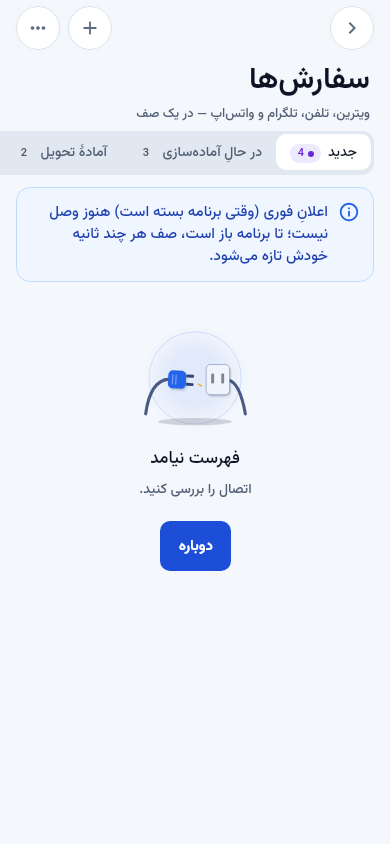 سفارش‌ها
ویترین، تلفن، تلگرام و واتس‌اپ — در یک صف
جدید 4 در حالِ آماده‌سازی 3 آمادهٔ تحویل 2
اعلانِ فوری (وقتی برنامه بسته است) هنوز وصل
نیست؛ تا برنامه باز است، صف هر چند ثانیه
خودش تازه می‌شود.
فهرست نیامد
اتصال را بررسی کنید.
دوباره